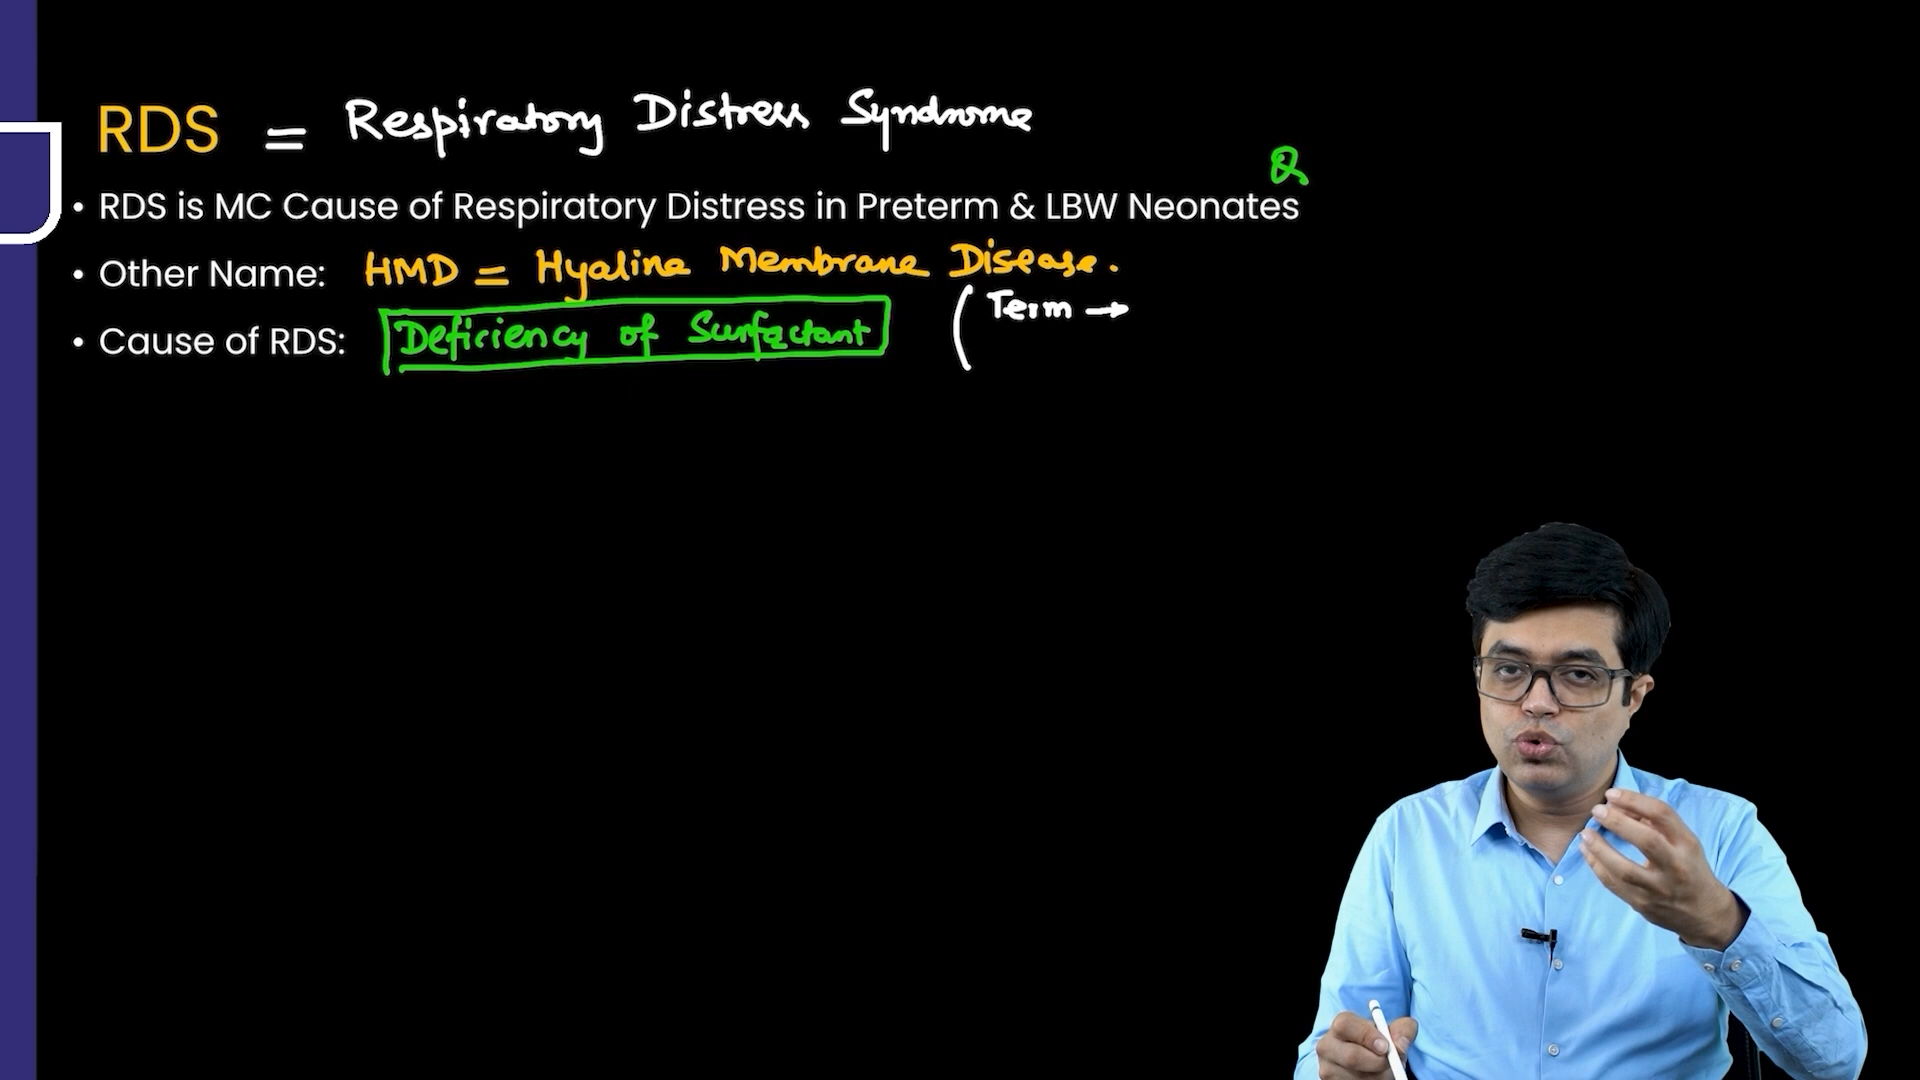 RDS = Respiratory Distress Syndrome
Q
• RDS is MC Cause of Respiratory Distress in Preterm & LBW Neonates
• Other Name: HMD = Hyaline Membrane Disease.
(Term →
• Cause of RDS: Deficiency of Surfactant